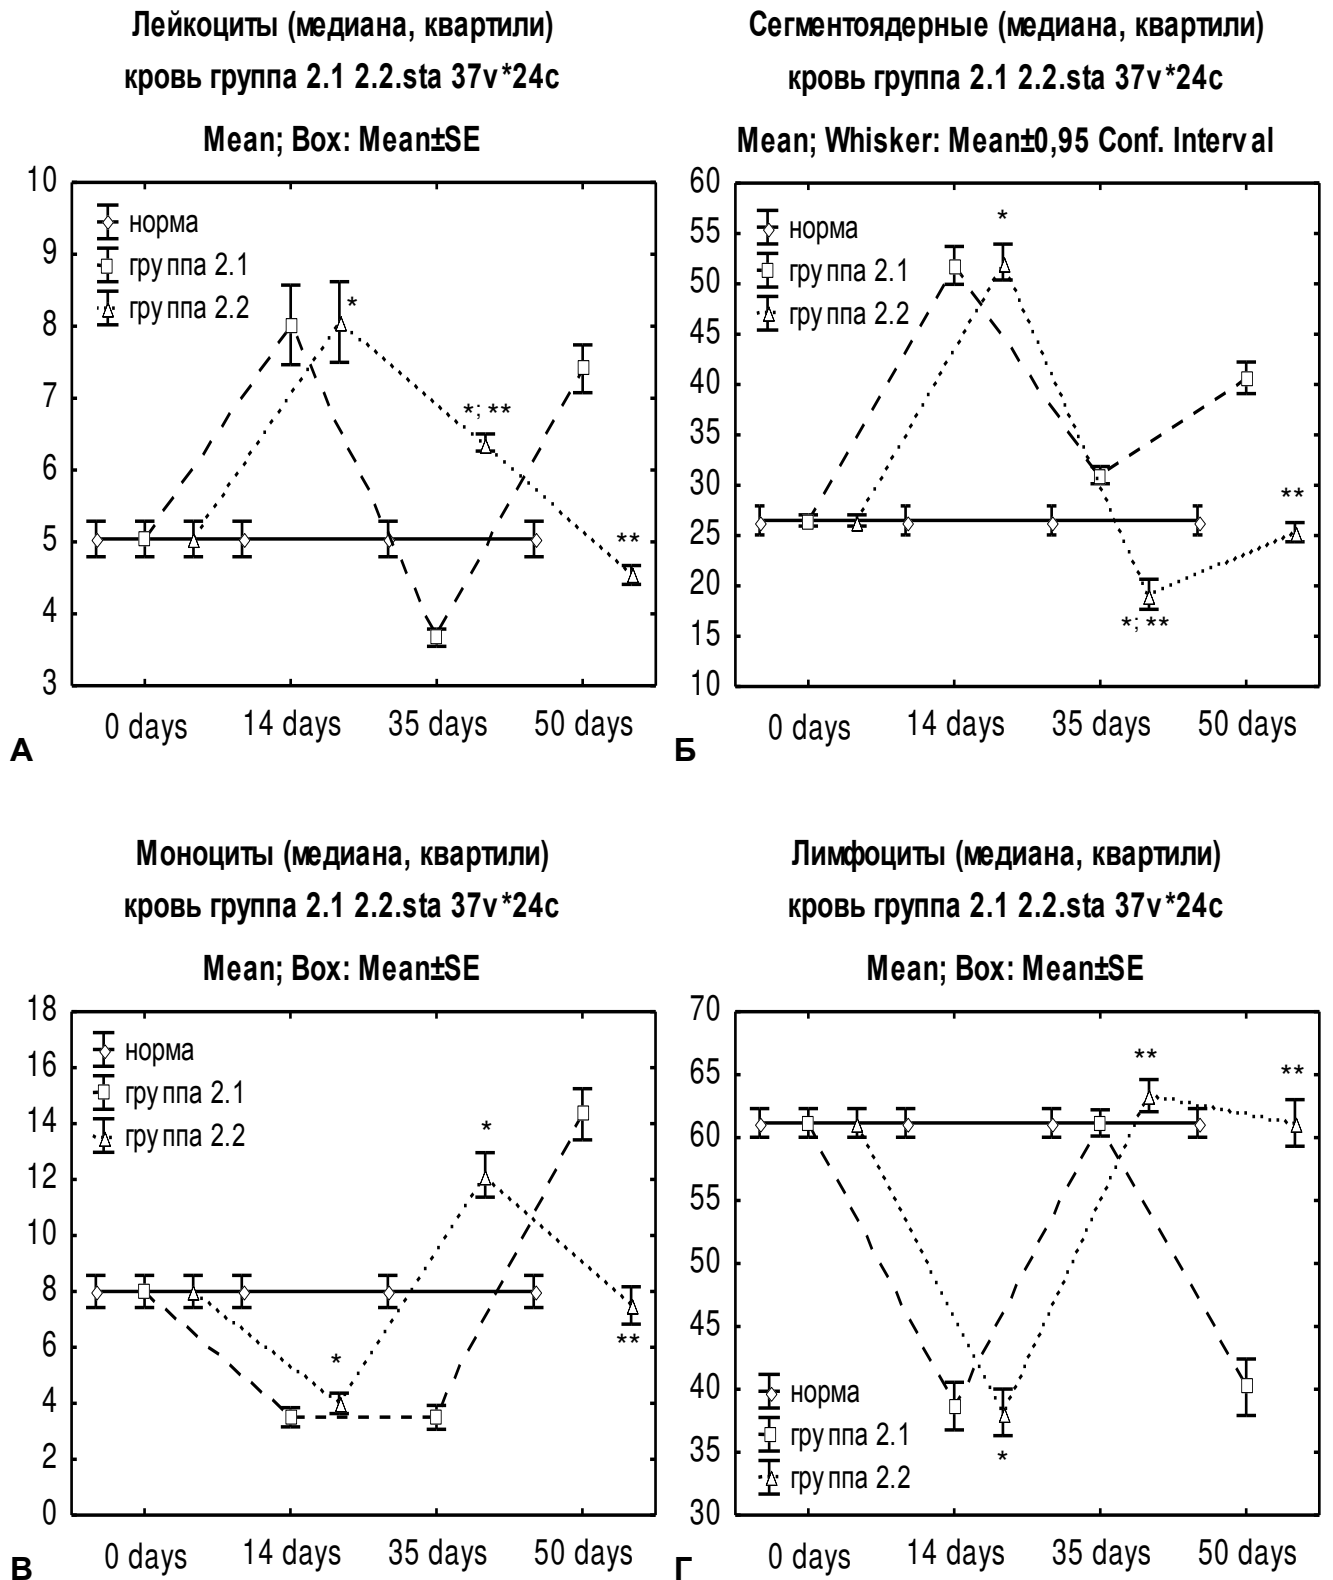 Лейкоциты (медиана, квартили)
кровь группа 2.1 2.2.sta 37v*24c
Mean; Box: Mean±SE
10
9
8
7
6
5
4
3
норма
группа 2.1
группа 2.2
*
*; **
**
0 days 14 days 35 days 50 days
А
Сегментоядерные (медиана, квартили)
кровь группа 2.1 2.2.sta 37v*24c
Mean; Whisker: Mean±0,95 Conf. Interval
60
55
50
45
40
35
30
25
20
15
10
норма
группа 2.1
группа 2.2
*
**
*; **
0 days 14 days 35 days 50 days
Б
Моноциты (медиана, квартили)
кровь группа 2.1 2.2.sta 37v*24c
Mean; Box: Mean±SE
18
16
14
12
10
8
6
4
2
0
норма
группа 2.1
группа 2.2
*
*
**
0 days 14 days 35 days 50 days
В
Лимфоциты (медиана, квартили)
кровь группа 2.1 2.2.sta 37v*24c
Mean; Box: Mean±SE
70
65
60
55
50
45
40
35
30
**
**
норма
группа 2.1
группа 2.2
*
0 days 14 days 35 days 50 days
Г